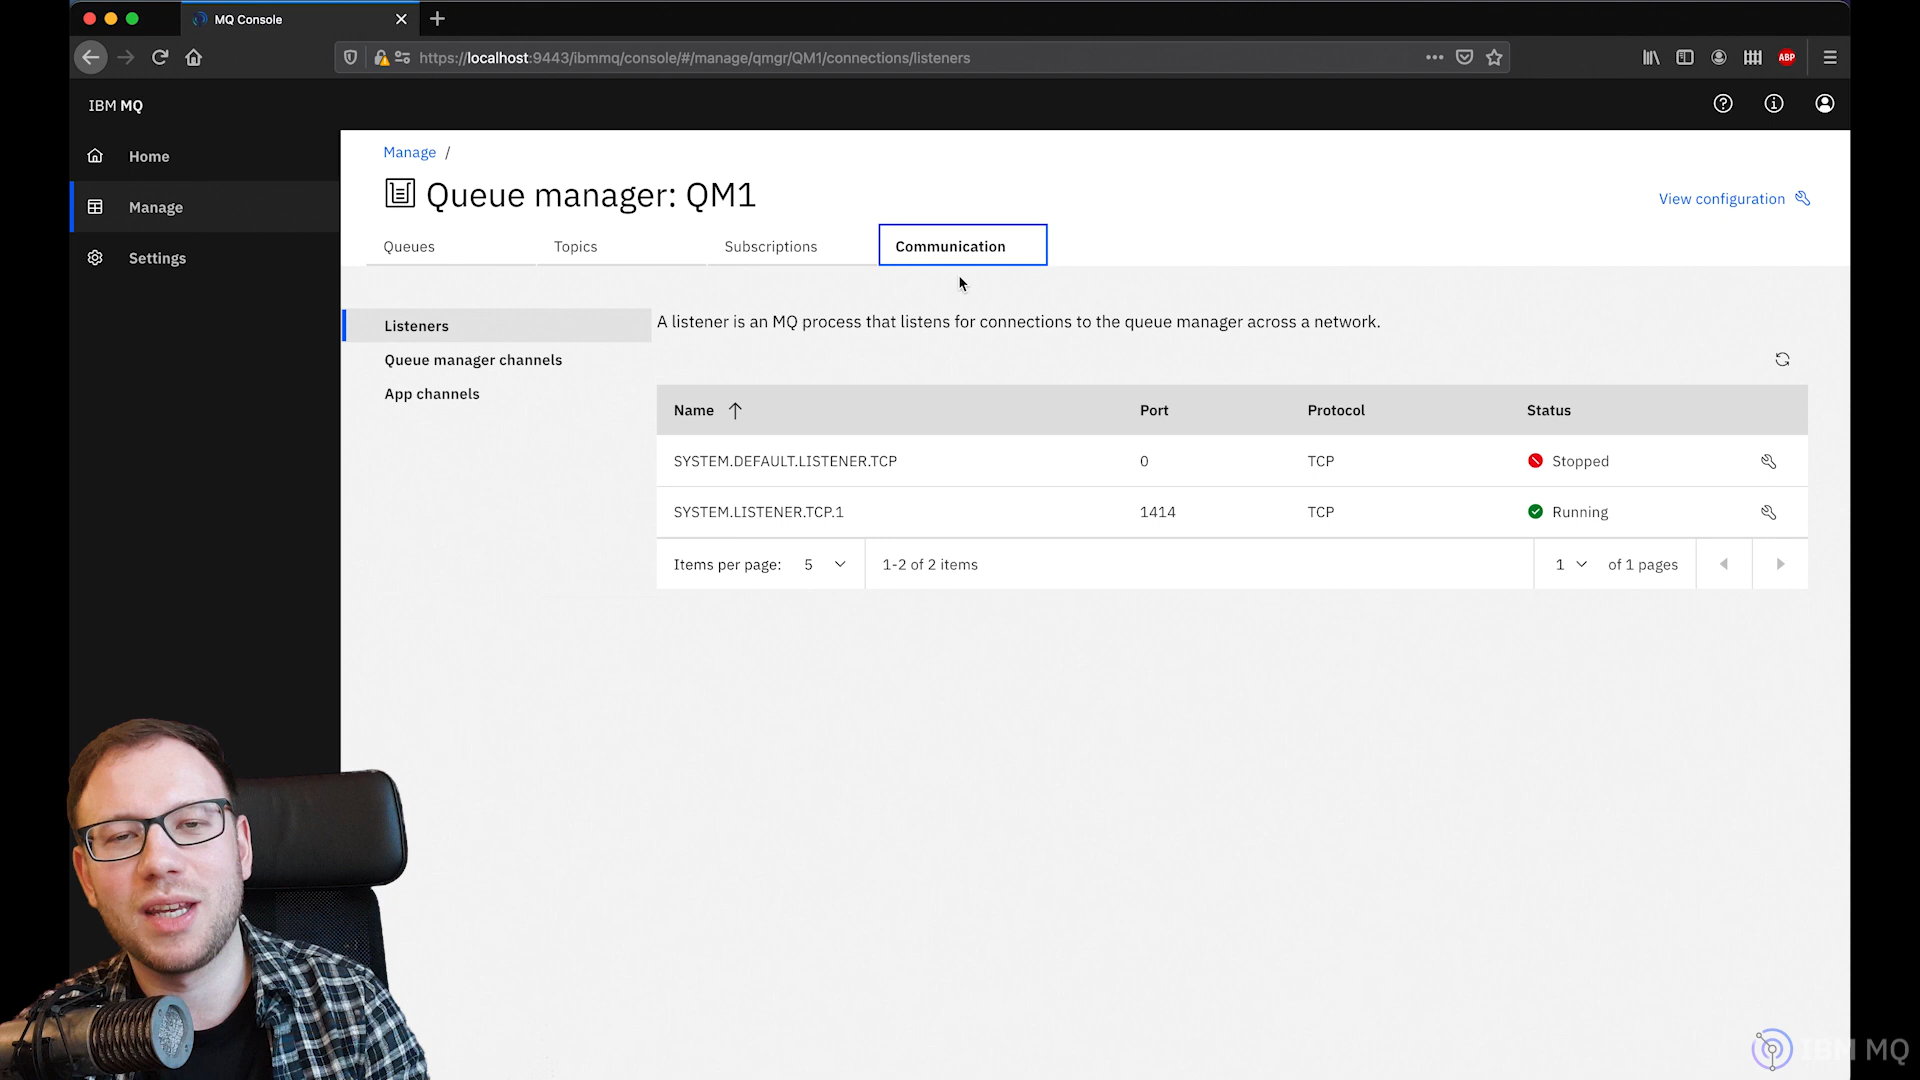 MQ Console
https://localhost:9443/ibmmq/console/#/manage/qmgr/QM1/connections/listeners
ABP
IBM MQ
Home
Manage
Settings
Manage /
Queue manager: QM1
View configuration
Queues Topics Subscriptions Communication
Listeners
Queue manager channels
App channels
A listener is an MQ process that listens for connections to the queue manager across a network.
Name Port Protocol Status
SYSTEM.DEFAULT.LISTENER.TCP 0 TCP Stopped
SYSTEM.LISTENER.TCP.1 1414 TCP Running
Items per page: 5 1-2 of 2 items 1 of 1 pages
IBM MQ